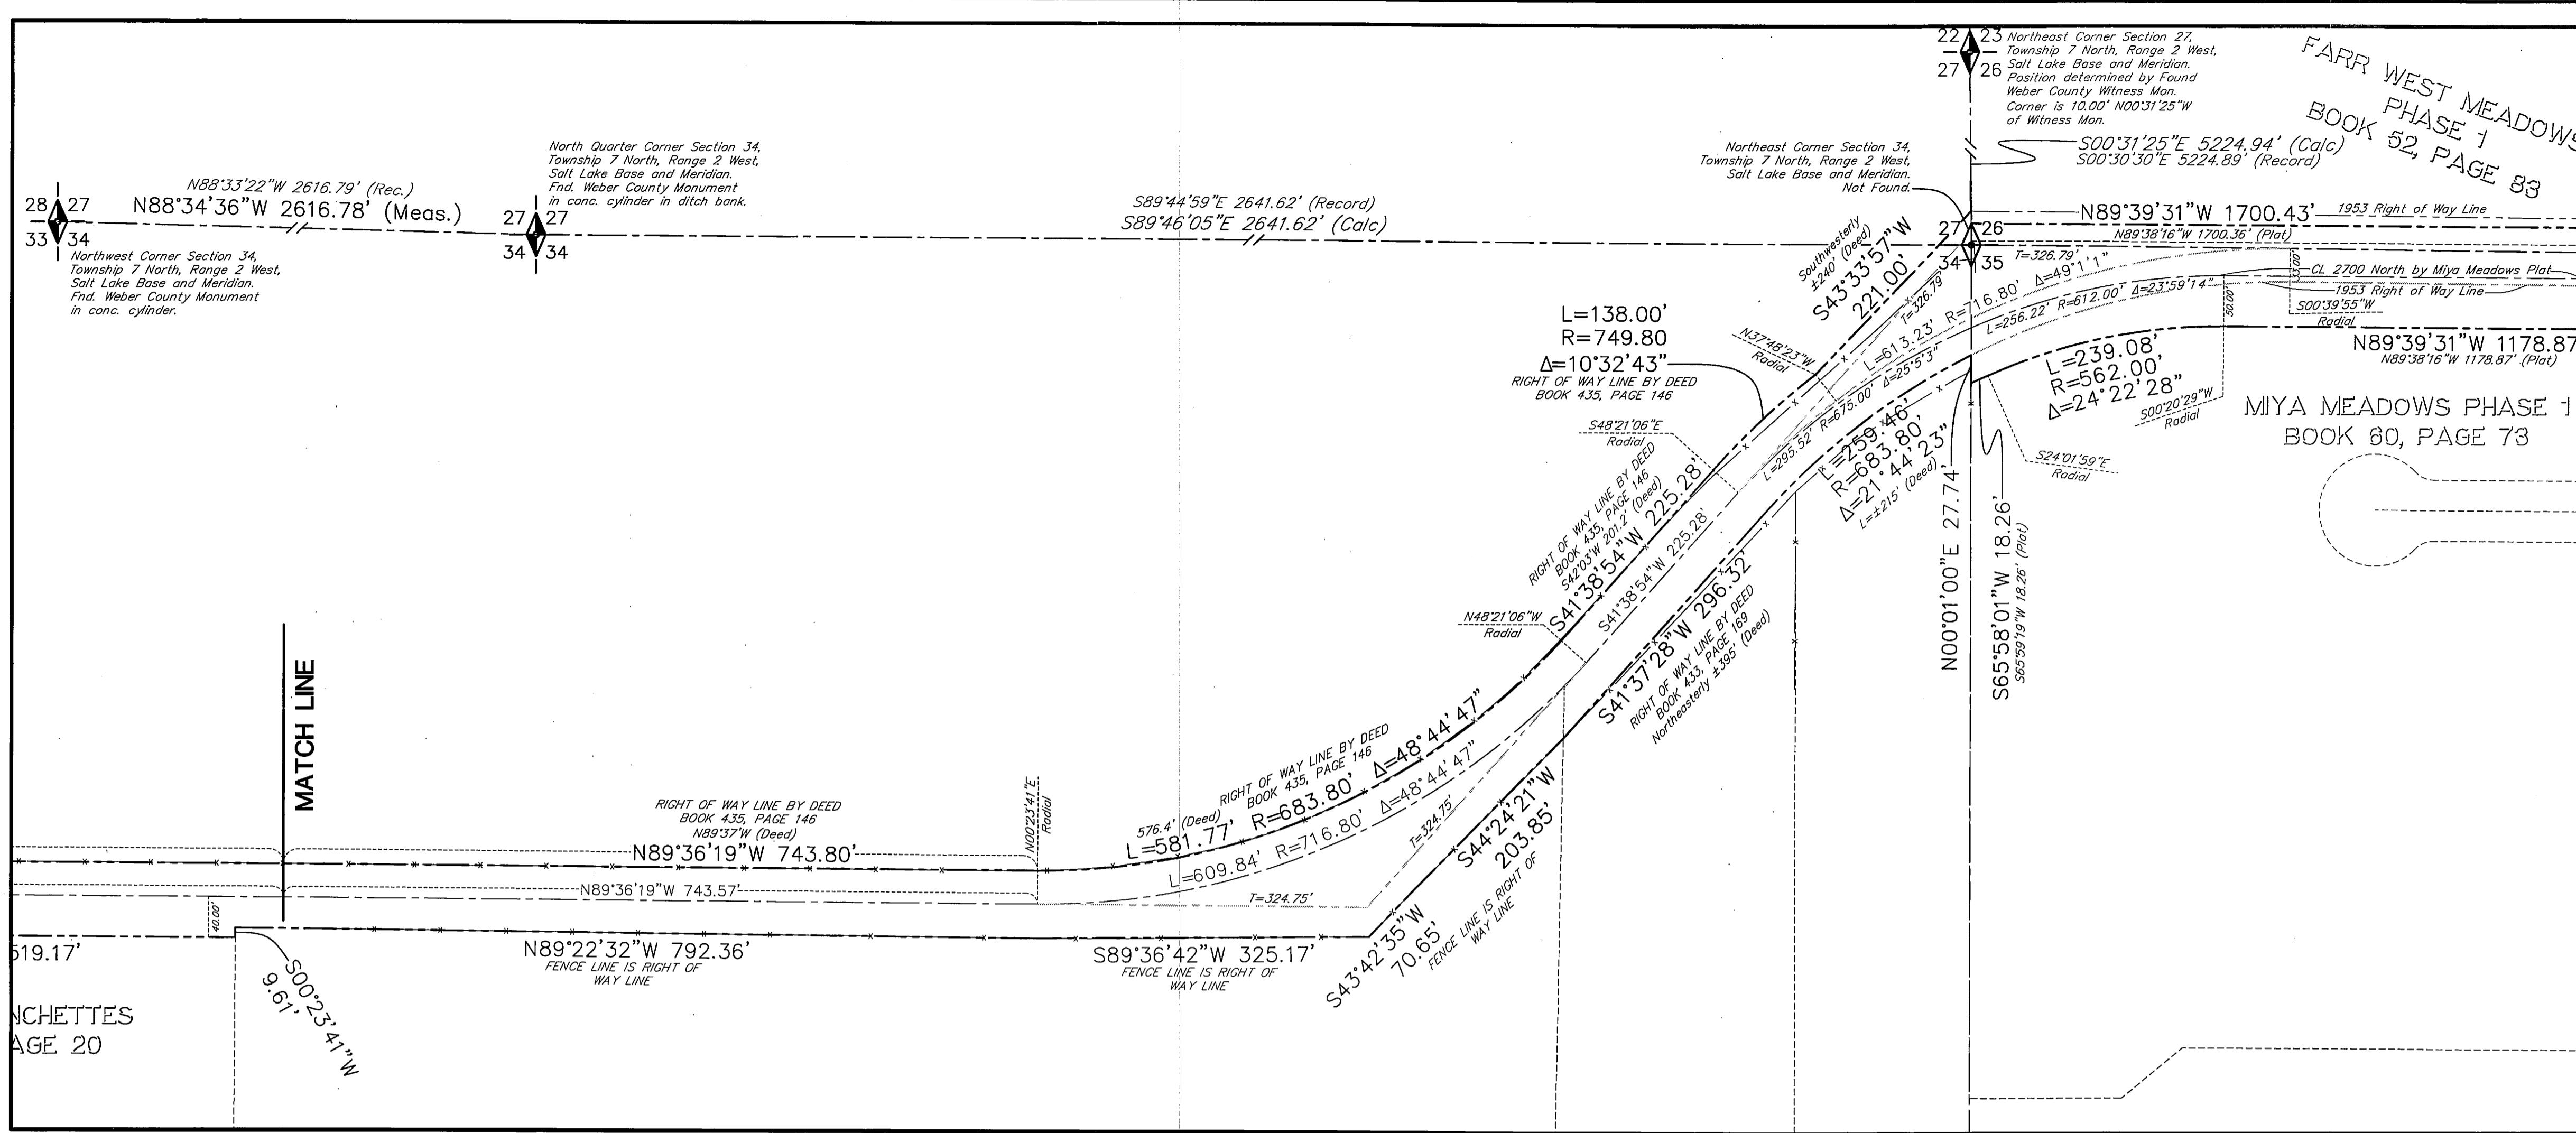 22 23
27 26
Northeast Corner Section 27,
Township 7 North, Range 2 West,
Salt Lake Base and Meridian.
Position determined by Found
Weber County Witness Mon.
Corner is 10.00' N00°31'25"W
of Witness Mon.
FARR WEST MEADOWS
PHASE 1
BOOK 52, PAGE 83
S00°31'25"E 5224.94' (Calc)
S00°30'30"E 5224.89' (Record)
North Quarter Corner Section 34,
Township 7 North, Range 2 West,
Salt Lake Base and Meridian.
Fnd. Weber County Monument
in conc. cylinder in ditch bank.
Northeast Corner Section 34,
Township 7 North, Range 2 West,
Salt Lake Base and Meridian.
Not Found.
N88°33'22"W 2616.79' (Rec.)
N88°34'36"W 2616.78' (Meas.)
28 27
33 34
27 27
34 34
S89°44'59"E 2641.62' (Record)
S89°46'05"E 2641.62' (Calc)
27 26
34 35
N89°39'31"W 1700.43'
1953 Right of Way Line
N89°38'16"W 1700.36' (Plat)
Northwest Corner Section 34,
Township 7 North, Range 2 West,
Salt Lake Base and Meridian.
Fnd. Weber County Monument
in conc. cylinder.
Southwesterly
±240' (Deed)
S43°33'57"W
221.00'
T=326.79'
T=326.79'
L=613.23' R=716.80' Δ=49°1'1"
L=256.22' R=612.00' Δ=23°59'14"
33.00'
CL 2700 North by Miya Meadows Plat
1953 Right of Way Line
50.00'
S00°39'55"W
Radial
L=138.00'
R=749.80
Δ=10°32'43"
RIGHT OF WAY LINE BY DEED
BOOK 435, PAGE 146
N37°48'23"W
Radial
N89°39'31"W 1178.87
N89°38'16"W 1178.87' (Plat)
L=239.08'
R=562.00'
Δ=24°22'28"
S00°20'29"W
Radial
MIYA MEADOWS PHASE 1
BOOK 60, PAGE 73
S48°21'06"E
Radial
L=295.52' R=675.00' Δ=25°5'3"
L=259.46'
R=683.80'
Δ=21°44'23"
L=±215' (Deed)
S24°01'59"E
Radial
N00°01'00"E 27.74'
S65°58'01"W 18.26'
S65°59'19"W 18.26' (Plat)
RIGHT OF WAY LINE BY DEED
BOOK 435, PAGE 146
S42°03'W 201.2' (Deed)
S41°38'54"W 225.28'
S41°38'54"W 225.28'
N48°21'06"W
Radial
S41°37'28"W 296.32'
RIGHT OF WAY LINE BY DEED
BOOK 433, PAGE 169
Northeasterly ±395' (Deed)
MATCH LINE
RIGHT OF WAY LINE BY DEED
BOOK 435, PAGE 146
N89°37'W (Deed)
N89°36'19"W 743.80'
N89°36'19"W 743.57'
N00°23'41"E
Radial
RIGHT OF WAY LINE BY DEED
BOOK 435, PAGE 146
576.4' (Deed)
L=581.77' R=683.80' Δ=48°44'47"
L=609.84' R=716.80' Δ=48°44'47"
T=324.75'
T=324.75'
S44°24'21"W
203.85'
FENCE LINE IS RIGHT OF
WAY LINE
S43°42'35"W
70.65'
40.00'
519.17'
N89°22'32"W 792.36'
FENCE LINE IS RIGHT OF
WAY LINE
S89°36'42"W 325.17'
FENCE LINE IS RIGHT OF
WAY LINE
S00°23'41"W
9.61'
NCHETTES
AGE 20